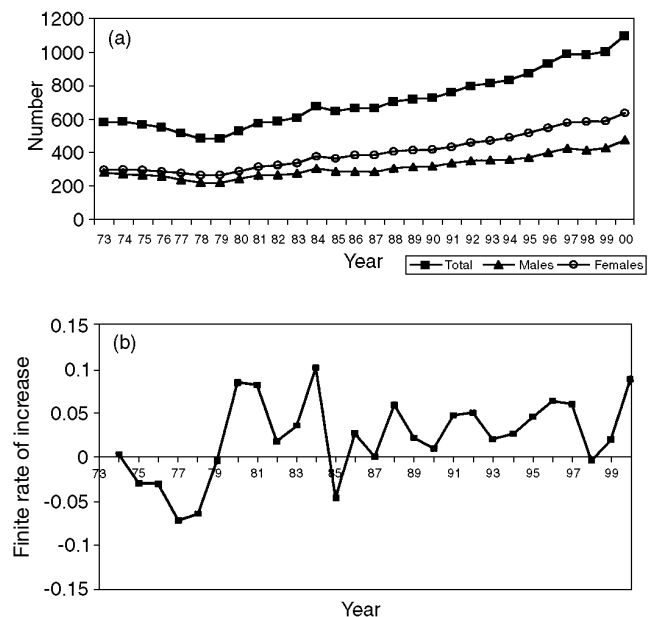 (a)
1200
1000
800
600
400
200
0
Number
73 74 75 76 77 78 79 80 81 82 83 84 85 86 87 88 89 90 91 92 93 94 95 96 97 98 99 00
Year
Total Males Females
(b)
0.15
0.1
0.05
0
-0.05
-0.1
-0.15
Finite rate of increase
73 75 77 79 81 83 85 87 89 91 93 95 97 99
Year